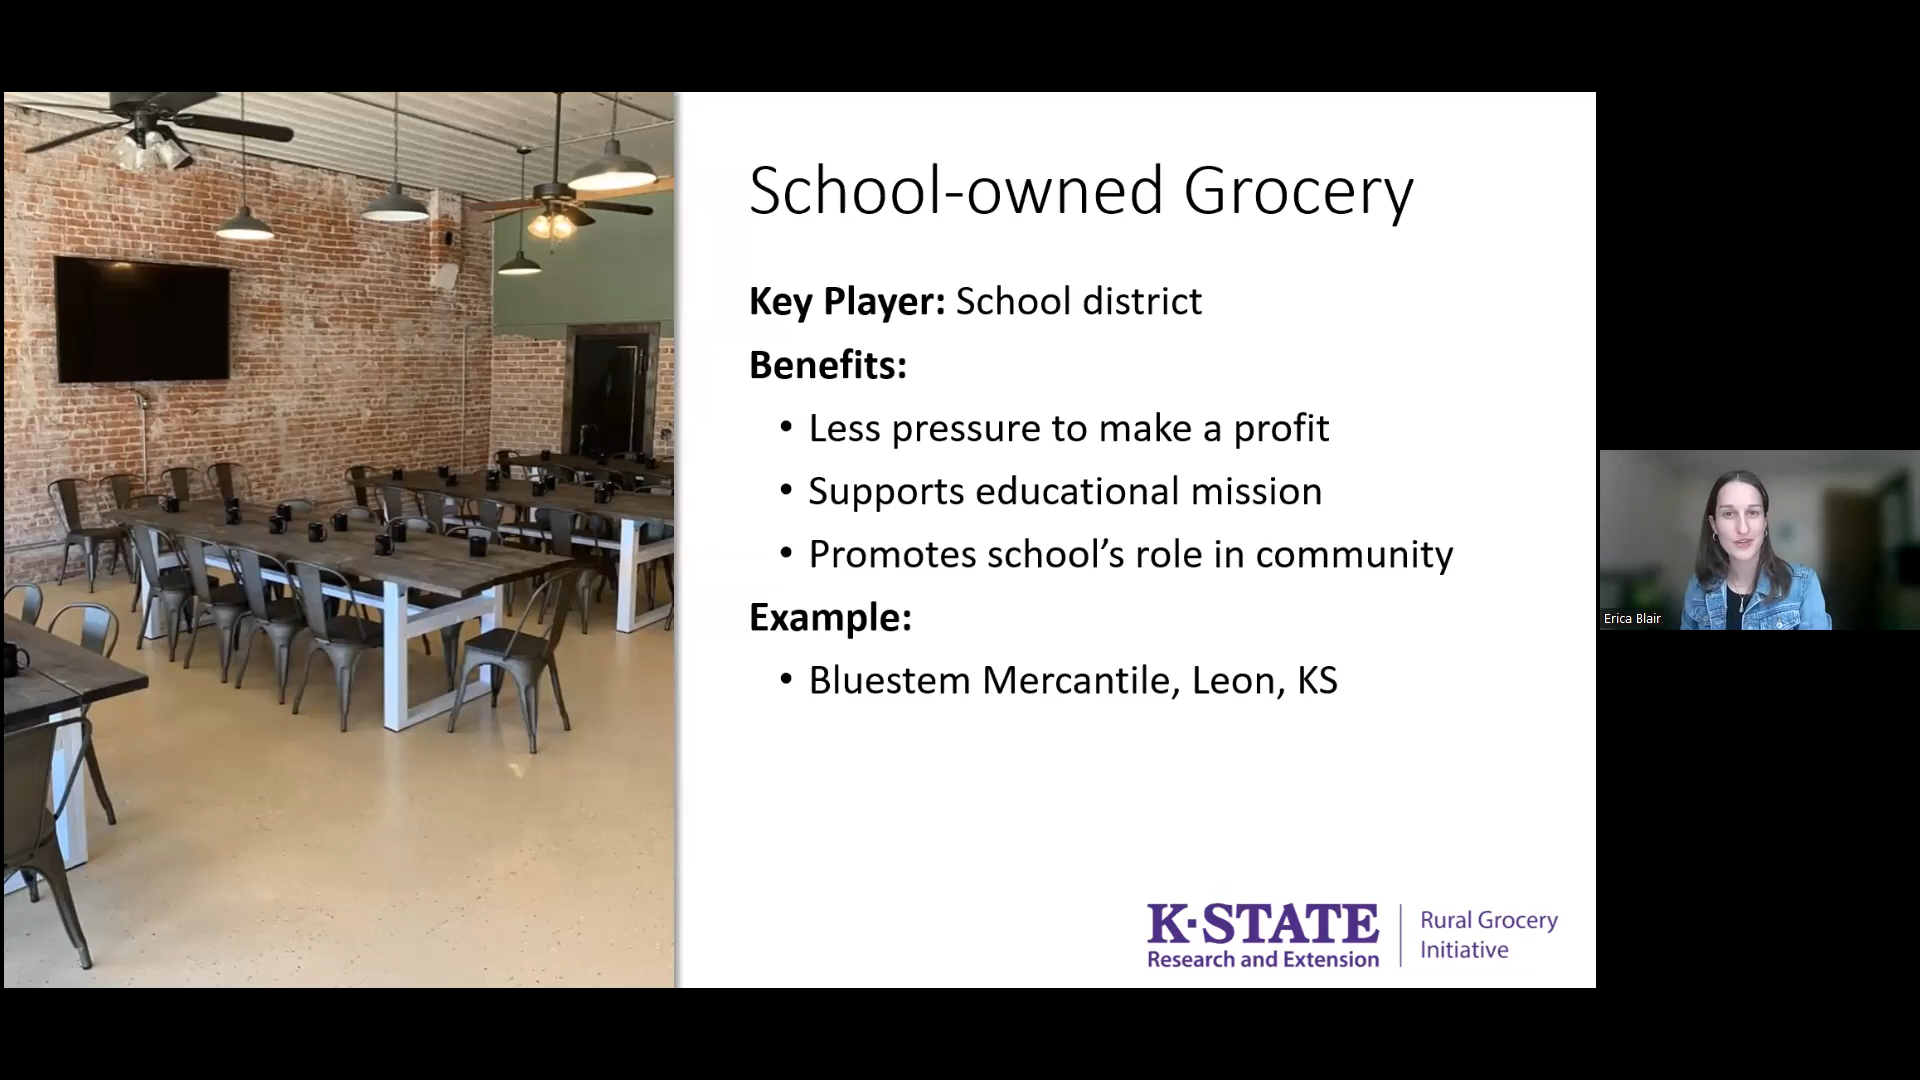 School-owned Grocery
Key Player: School district
Benefits:
• Less pressure to make a profit
• Supports educational mission
• Promotes school’s role in community
Example:
• Bluestem Mercantile, Leon, KS
K-STATE
Research and Extension
Rural Grocery
Initiative
Erica Blair